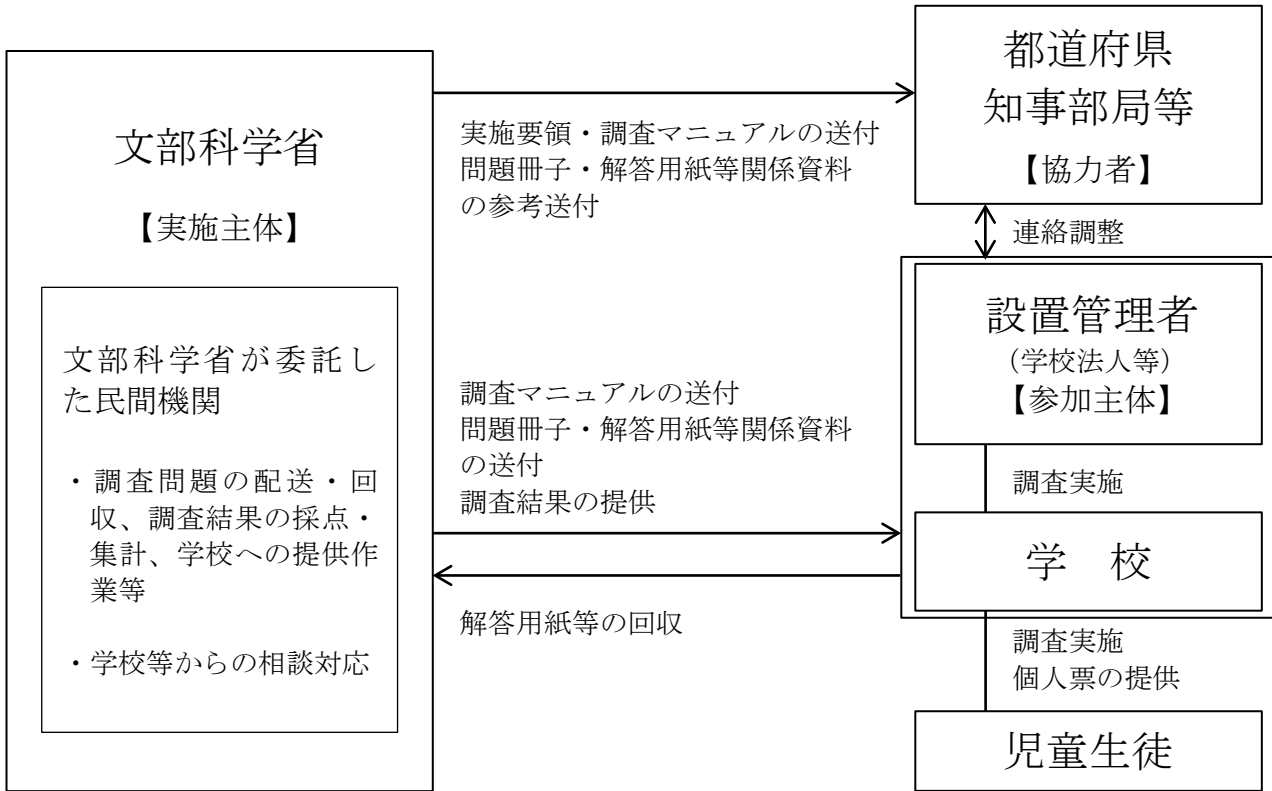 文部科学省
【実施主体】
文部科学省が委託し
た民間機関
・調査問題の配送・回
収、調査結果の採点・
集計、学校への提供作
業等
・学校等からの相談対応
実施要領・調査マニュアルの送付
問題冊子・解答用紙等関係資料
の参考送付
調査マニュアルの送付
問題冊子・解答用紙等関係資料
の送付
調査結果の提供
解答用紙等の回収
都道府県
知事部局等
【協力者】
連絡調整
設置管理者
（学校法人等）
【参加主体】
調査実施
学　校
調査実施
個人票の提供
児童生徒